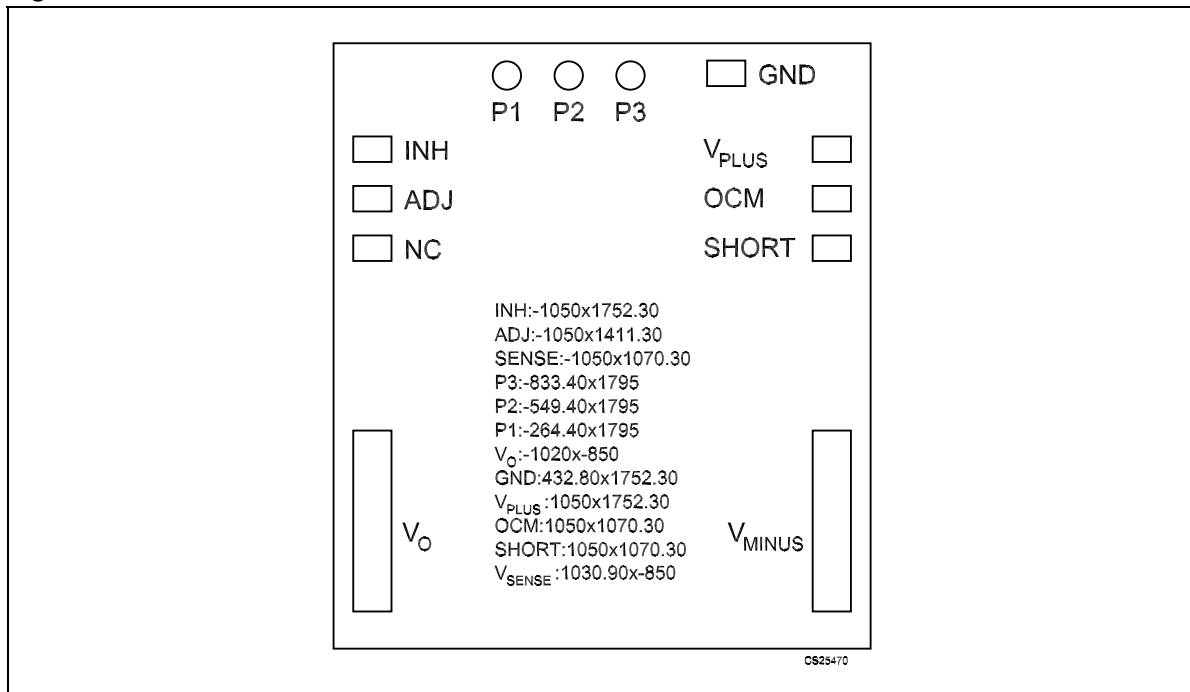 GND
P1 P2 P3
INH VPLUS
ADJ OCM
NC SHORT
INH:-1050x1752.30
ADJ:-1050x1411.30
SENSE:-1050x1070.30
P3:-833.40x1795
P2:-549.40x1795
P1:-264.40x1795
VO:-1020x-850
GND:432.80x1752.30
VPLUS:1050x1752.30
OCM:1050x1070.30
SHORT:1050x1070.30
VSENSE:1030.90x-850
VO VMINUS
CS25470